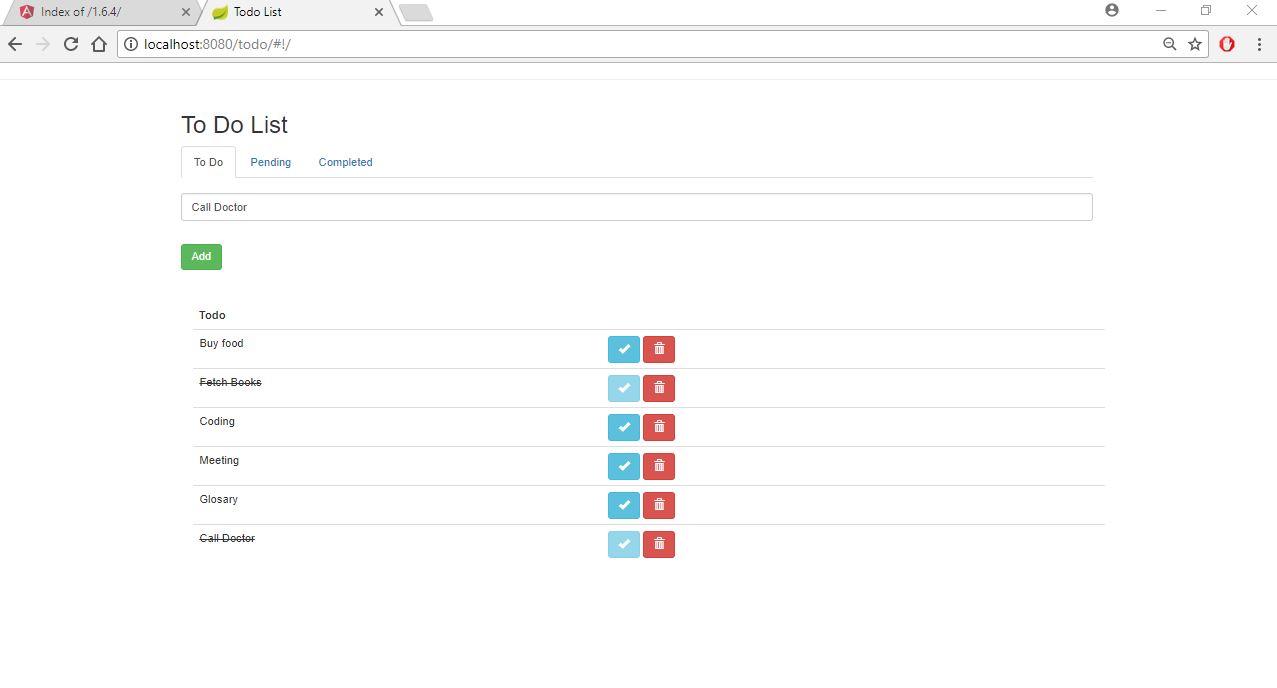 Index of /1.6.4/
Todo List
localhost:8080/todo/#!/
To Do List
To Do Pending Completed
Call Doctor
Add
Todo
Buy food
Fetch Books
Coding
Meeting
Glosary
Call Doctor